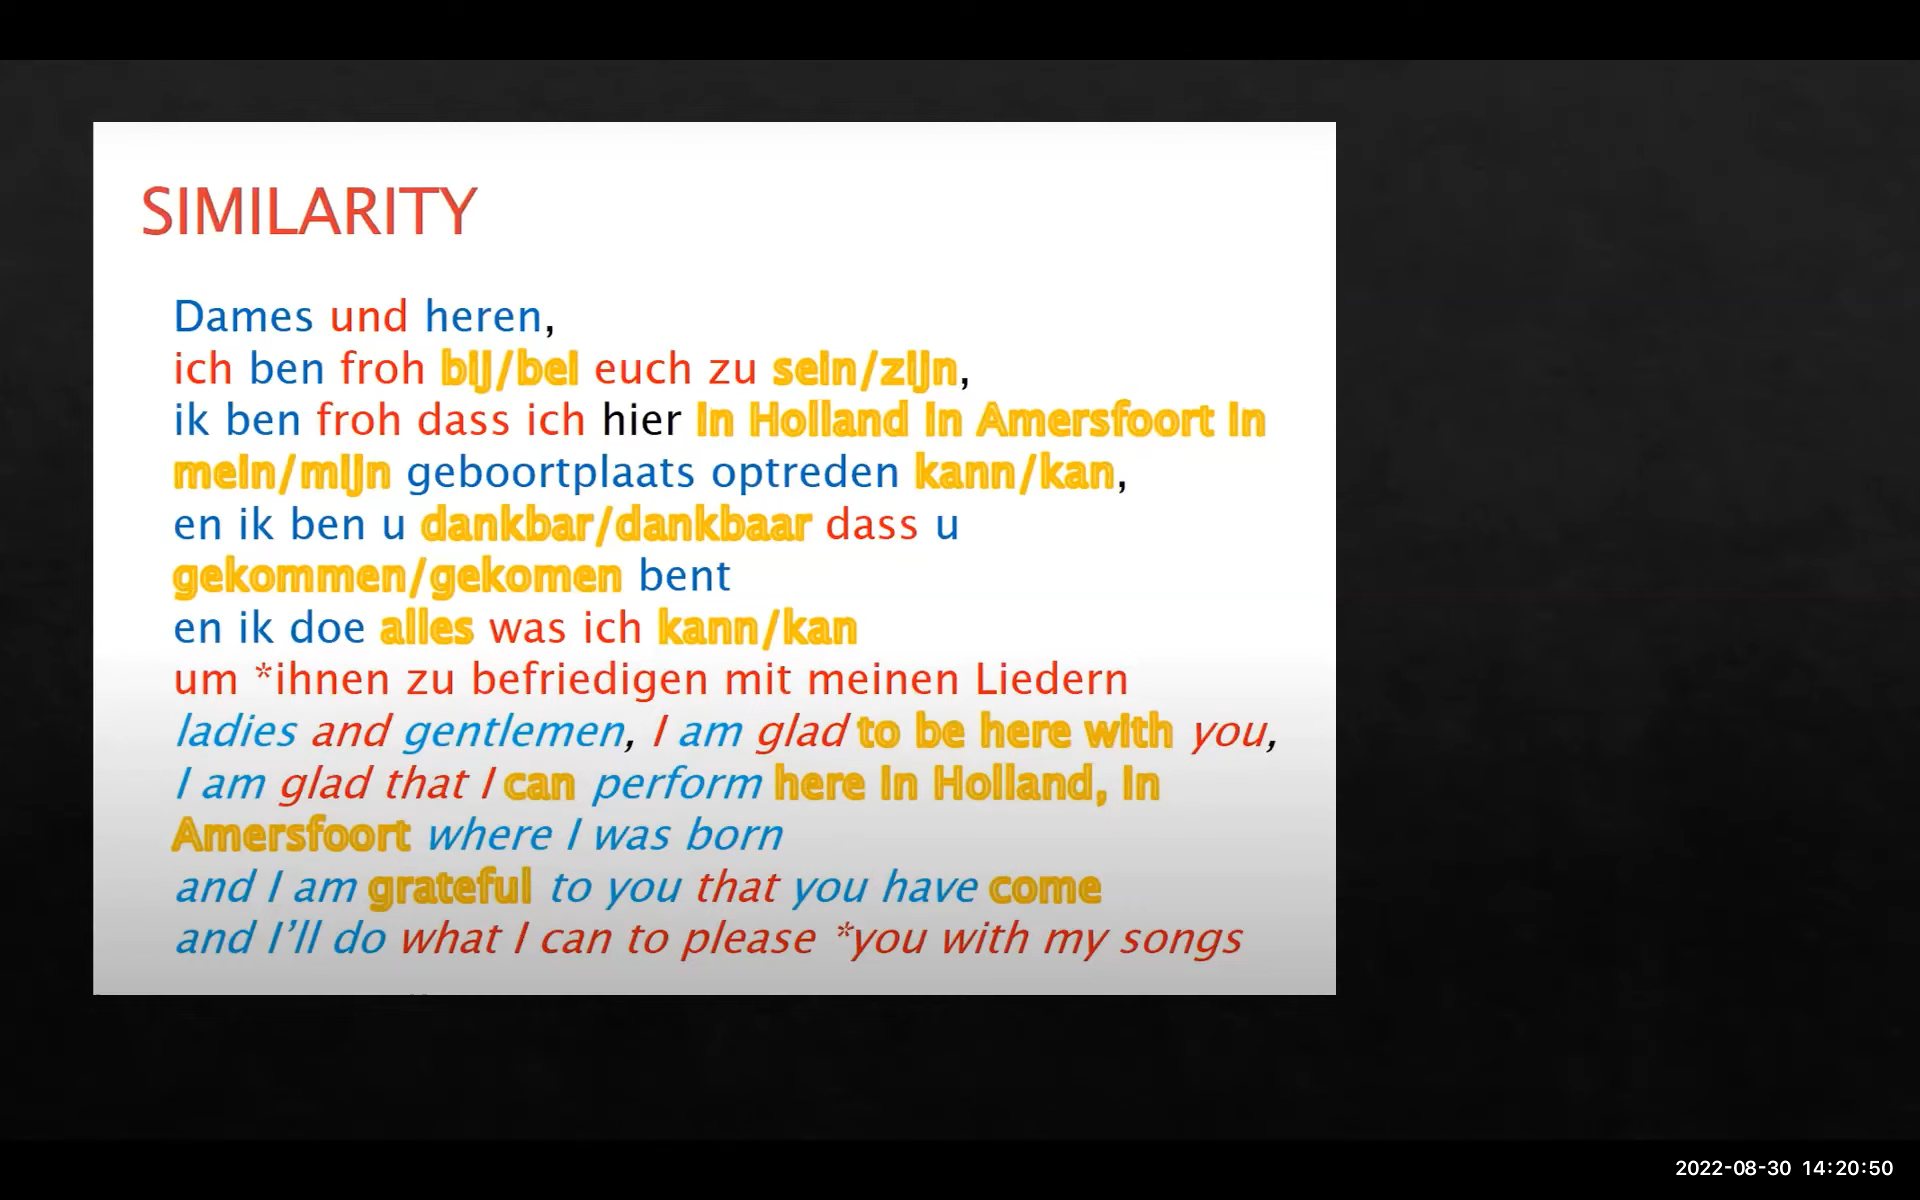 SIMILARITY
Dames und heren,
ich ben froh bij/bei euch zu sein/zijn,
ik ben froh dass ich hier in Holland in Amersfoort in
mein/mijn geboortplaats optreden kann/kan,
en ik ben u dankbar/dankbaar dass u
gekommen/gekomen bent
en ik doe alles was ich kann/kan
um *ihnen zu befriedigen mit meinen Liedern
ladies and gentlemen, I am glad to be here with you,
I am glad that I can perform here in Holland, in
Amersfoort where I was born
and I am grateful to you that you have come
and I’ll do what I can to please *you with my songs
2022-08-30 14:20:50